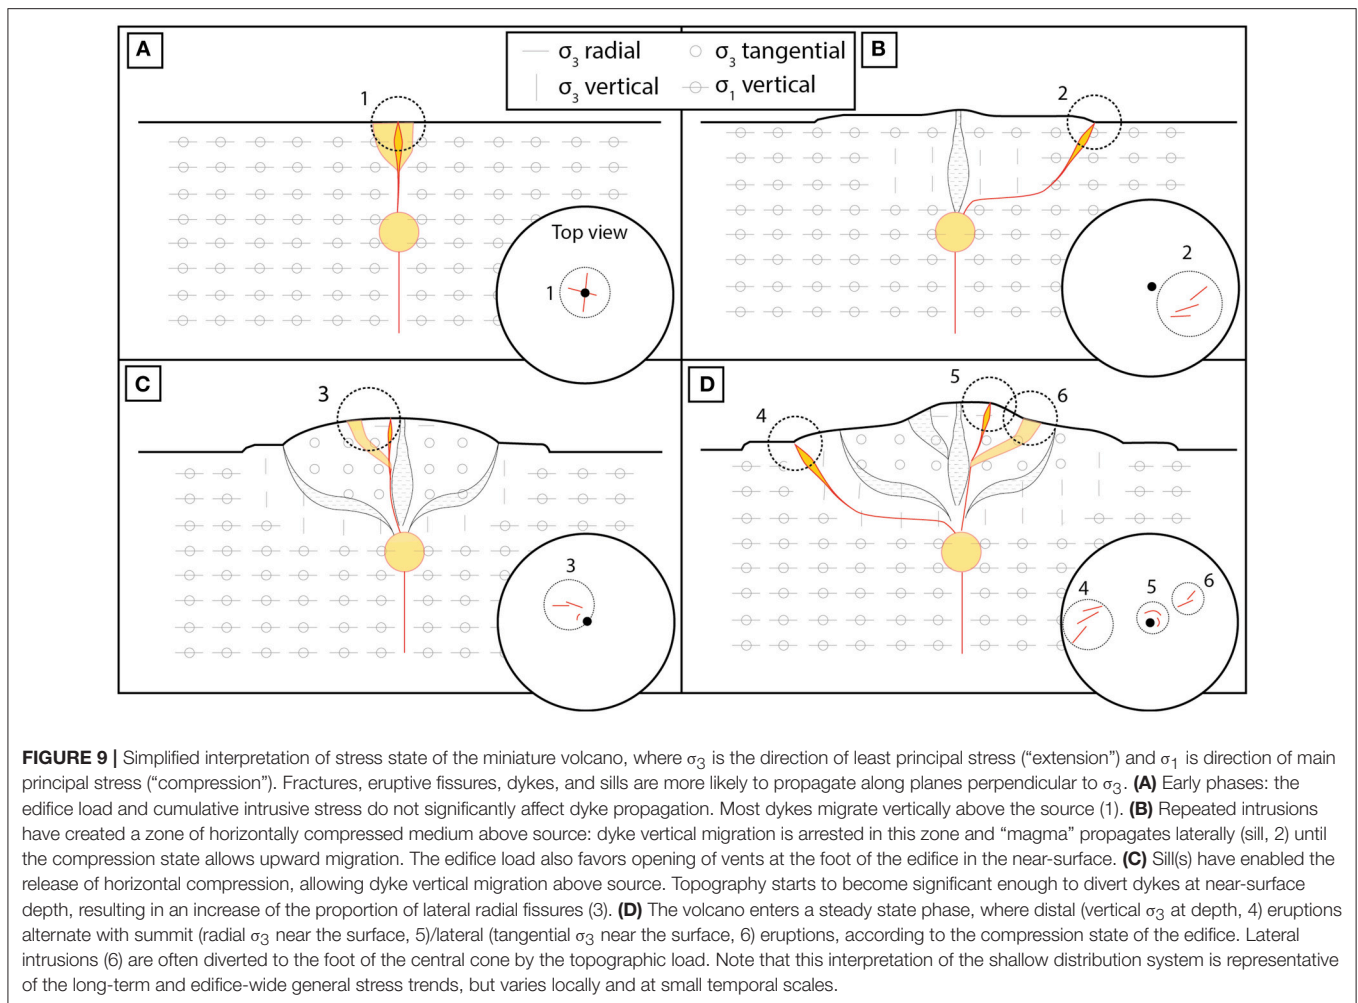 A
B
σ3 radial
σ3 tangential
σ3 vertical
σ1 vertical
1
2
Top view
1
2
C
D
3
4
5
6
3
4
5
6
FIGURE 9 | Simplified interpretation of stress state of the miniature volcano, where σ3 is the direction of least principal stress (“extension”) and σ1 is direction of main
principal stress (“compression”). Fractures, eruptive fissures, dykes, and sills are more likely to propagate along planes perpendicular to σ3. (A) Early phases: the
edifice load and cumulative intrusive stress do not significantly affect dyke propagation. Most dykes migrate vertically above the source (1). (B) Repeated intrusions
have created a zone of horizontally compressed medium above source: dyke vertical migration is arrested in this zone and “magma” propagates laterally (sill, 2) until
the compression state allows upward migration. The edifice load also favors opening of vents at the foot of the edifice in the near-surface. (C) Sill(s) have enabled the
release of horizontal compression, allowing dyke vertical migration above source. Topography starts to become significant enough to divert dykes at near-surface
depth, resulting in an increase of the proportion of lateral radial fissures (3). (D) The volcano enters a steady state phase, where distal (vertical σ3 at depth, 4) eruptions
alternate with summit (radial σ3 near the surface, 5)/lateral (tangential σ3 near the surface, 6) eruptions, according to the compression state of the edifice. Lateral
intrusions (6) are often diverted to the foot of the central cone by the topographic load. Note that this interpretation of the shallow distribution system is representative
of the long-term and edifice-wide general stress trends, but varies locally and at small temporal scales.